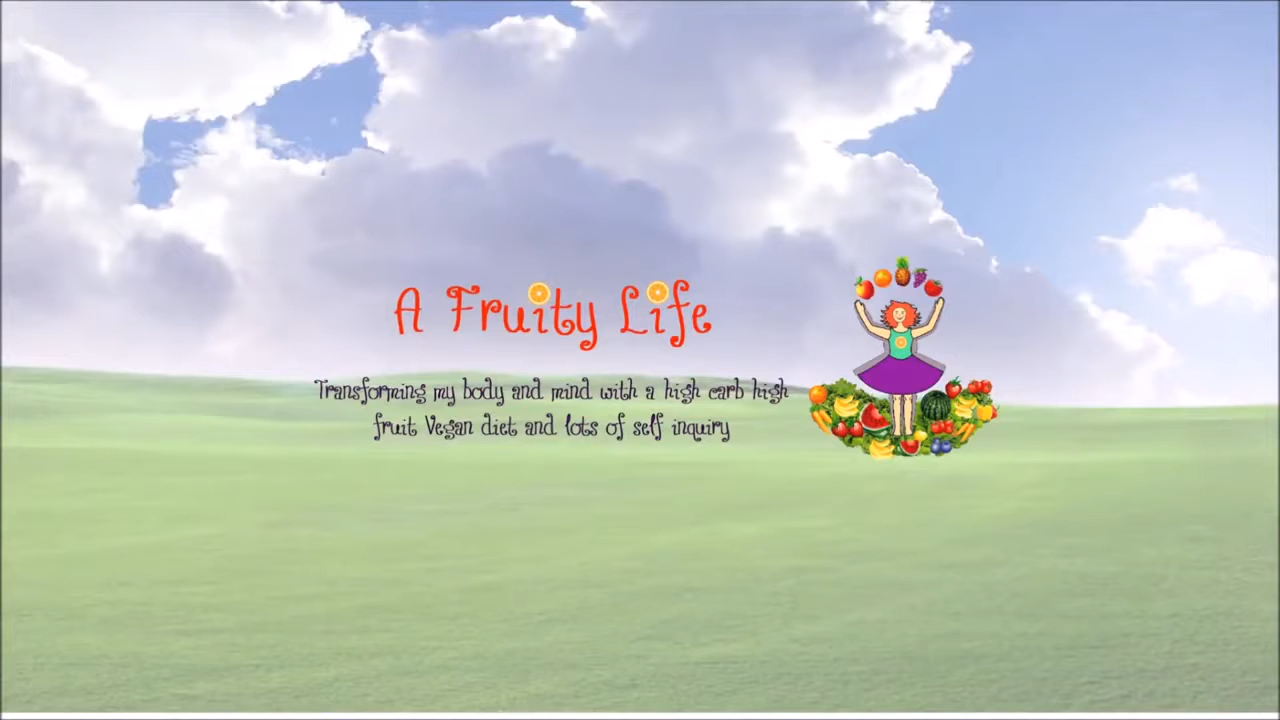 A Fruity Life
Transforming my body and mind with a high carb high
fruit Vegan diet and lots of self inquiry